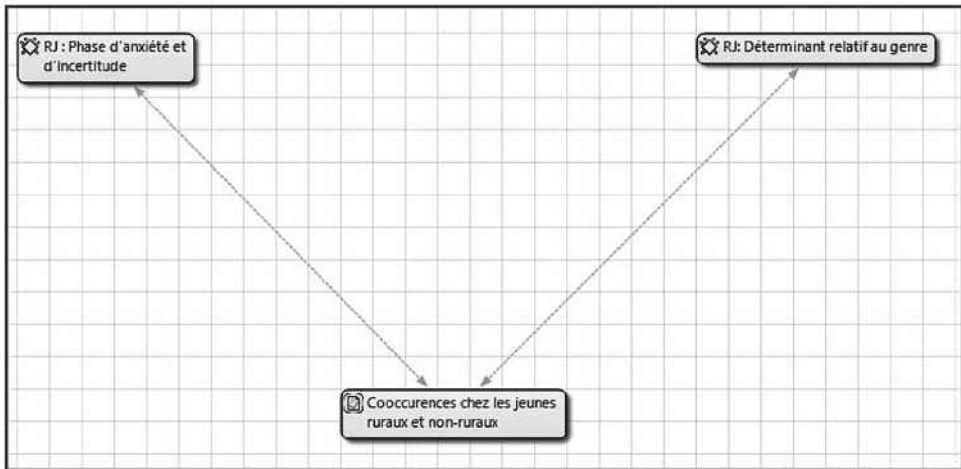 RJ : Phase d'anxiété et
d'incertitude
RJ: Déterminant relatif au genre
Cooccurences chez les jeunes
ruraux et non-ruraux